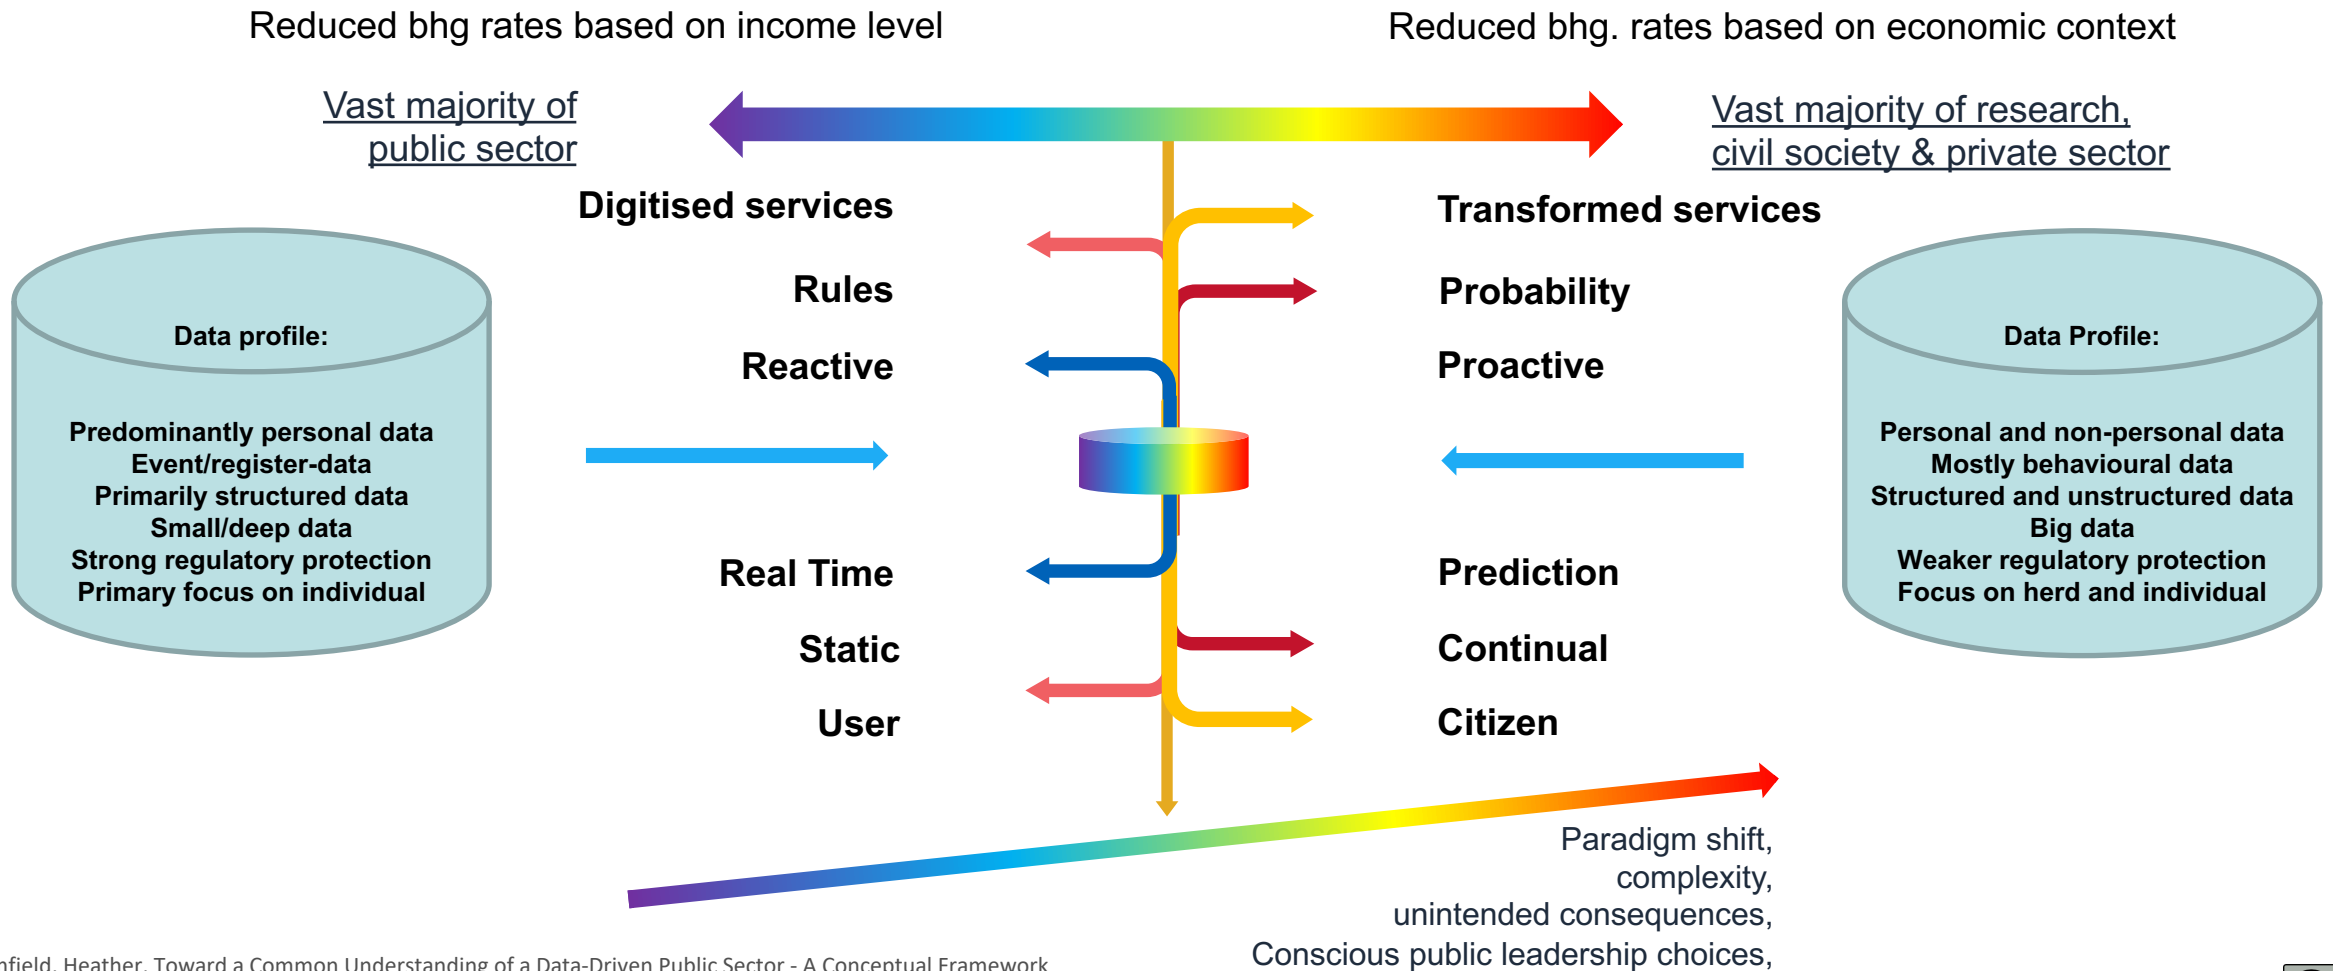 Reduced bhg rates based on income level
Reduced bhg. rates based on economic context
Vast majority of
public sector
Vast majority of research,
civil society & private sector
Digitised services
Rules
Reactive
Real Time
Static
User
Transformed services
Probability
Proactive
Prediction
Continual
Citizen
Data profile:
Predominantly personal data
Event/register-data
Primarily structured data
Small/deep data
Strong regulatory protection
Primary focus on individual
Data Profile:
Personal and non-personal data
Mostly behavioural data
Structured and unstructured data
Big data
Weaker regulatory protection
Focus on herd and individual
Paradigm shift,
complexity,
unintended consequences,
Conscious public leadership choices,
Heather. Toward a Common Understanding of a Data-Driven Public Sector - A Conceptual Framework